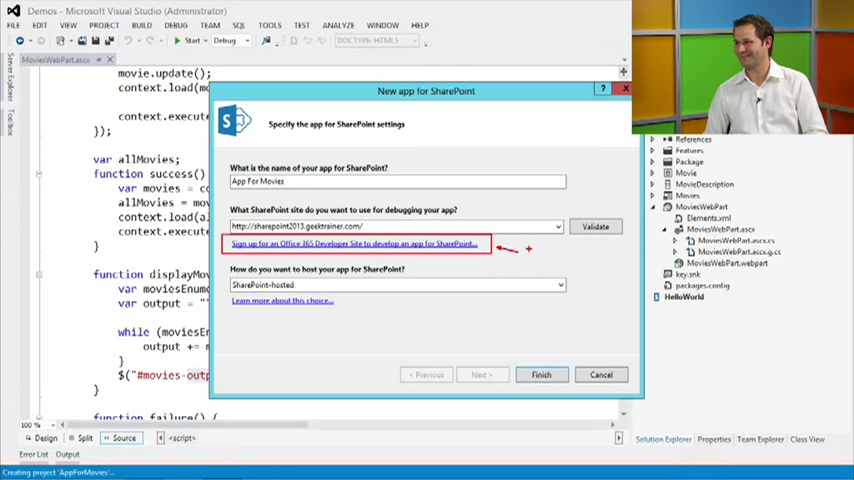 Demos - Microsoft Visual Studio (Administrator)
FILE EDIT VIEW PROJECT BUILD DEBUG TEAM SQL TOOLS TEST ANALYZE WINDOW HELP
Start Debug DOCTYPE: HTML5
MoviesWebPart.ascx
Server Explorer
Toolbox
movie.update();
context.load(m
context.execut
});
var allMovies;
function success()
var movies = co
allMovies = mov
context.load(al
context.execut
}
function displayMov
var moviesEnum
var output = "
while (moviesEn
output += m
}
$("#movies-outp
}
function failure() {
New app for SharePoint
? x
S
Specify the app for SharePoint settings
What is the name of your app for SharePoint?
App For Movies
What SharePoint site do you want to use for debugging your app?
http://sharepoint2013.geektrainer.com/
Validate
Sign up for an Office 365 Developer Site to develop an app for SharePoint...
How do you want to host your app for SharePoint?
SharePoint-hosted
Learn more about this choice...
< Previous Next > Finish Cancel
References
Features
Package
Movie
MovieDescription
Movies
MoviesWebPart
Elements.xml
MoviesWebPart.ascx
MoviesWebPart.ascx.cs
MoviesWebPart.ascx.g.cs
MoviesWebPart.webpart
key.snk
packages.config
HelloWorld
100 %
Design Split Source <script>
Solution Explorer Properties Team Explorer Class View
Error List Output
Creating project 'AppForMovies'...